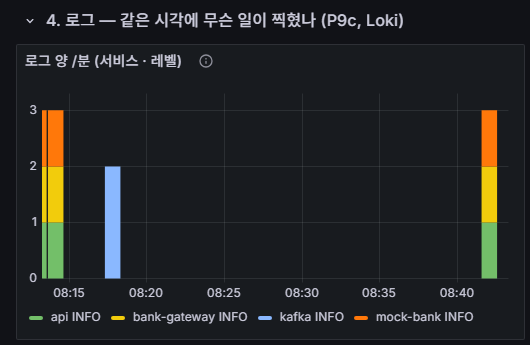 4. 로그 — 같은 시각에 무슨 일이 찍혔나 (P9c, Loki)
로그 양 /분 (서비스 · 레벨)
3
2
1
0
08:15 08:20 08:25 08:30 08:35 08:40
api INFO bank-gateway INFO kafka INFO mock-bank INFO